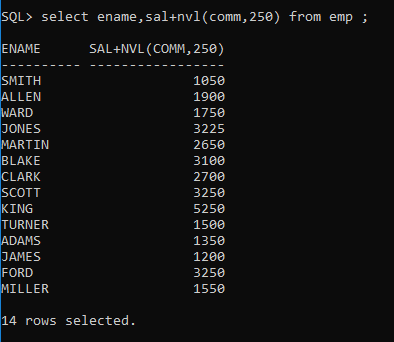 SQL> select ename,sal+nvl(comm,250) from emp ;
ENAME      SAL+NVL(COMM,250)
---------- -----------------
SMITH                   1050
ALLEN                   1900
WARD                    1750
JONES                   3225
MARTIN                  2650
BLAKE                   3100
CLARK                   2700
SCOTT                   3250
KING                    5250
TURNER                  1500
ADAMS                   1350
JAMES                   1200
FORD                    3250
MILLER                  1550
14 rows selected.